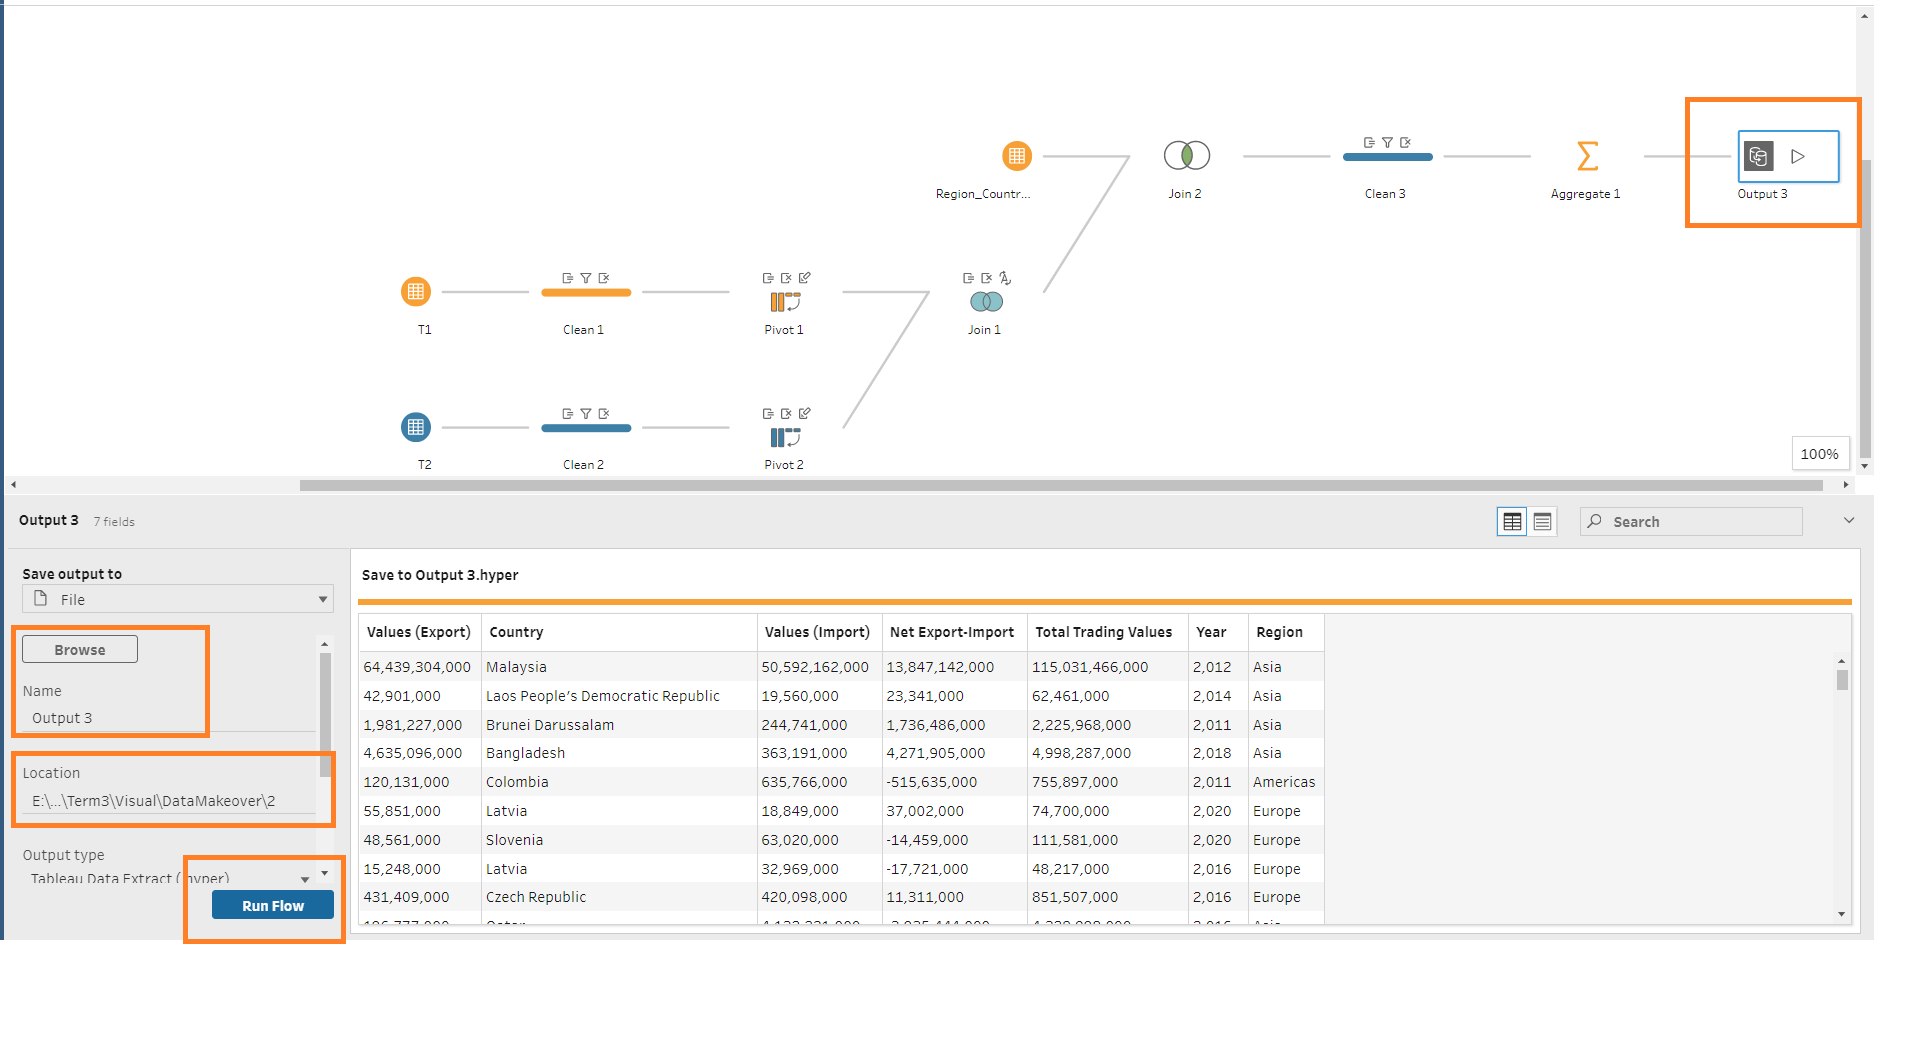 Region_Countr...
Join 2
Clean 3
Aggregate 1
Output 3
T1
Clean 1
Pivot 1
Join 1
T2
Clean 2
Pivot 2
100%
Output 3 7 fields
Search
Save output to
File
Browse
Name
Output 3
Location
E:\...\Term3\Visual\DataMakeover\2
Output type
Tableau Data Extract (.hyper)
Run Flow
Save to Output 3.hyper
Values (Export) Country Values (Import) Net Export-Import Total Trading Values Year Region
64,439,304,000 Malaysia 50,592,162,000 13,847,142,000 115,031,466,000 2,012 Asia
42,901,000 Laos People's Democratic Republic 19,560,000 23,341,000 62,461,000 2,014 Asia
1,981,227,000 Brunei Darussalam 244,741,000 1,736,486,000 2,225,968,000 2,011 Asia
4,635,096,000 Bangladesh 363,191,000 4,271,905,000 4,998,287,000 2,018 Asia
120,131,000 Colombia 635,766,000 -515,635,000 755,897,000 2,011 Americas
55,851,000 Latvia 18,849,000 37,002,000 74,700,000 2,020 Europe
48,561,000 Slovenia 63,020,000 -14,459,000 111,581,000 2,020 Europe
15,248,000 Latvia 32,969,000 -17,721,000 48,217,000 2,016 Europe
431,409,000 Czech Republic 420,098,000 11,311,000 851,507,000 2,016 Europe